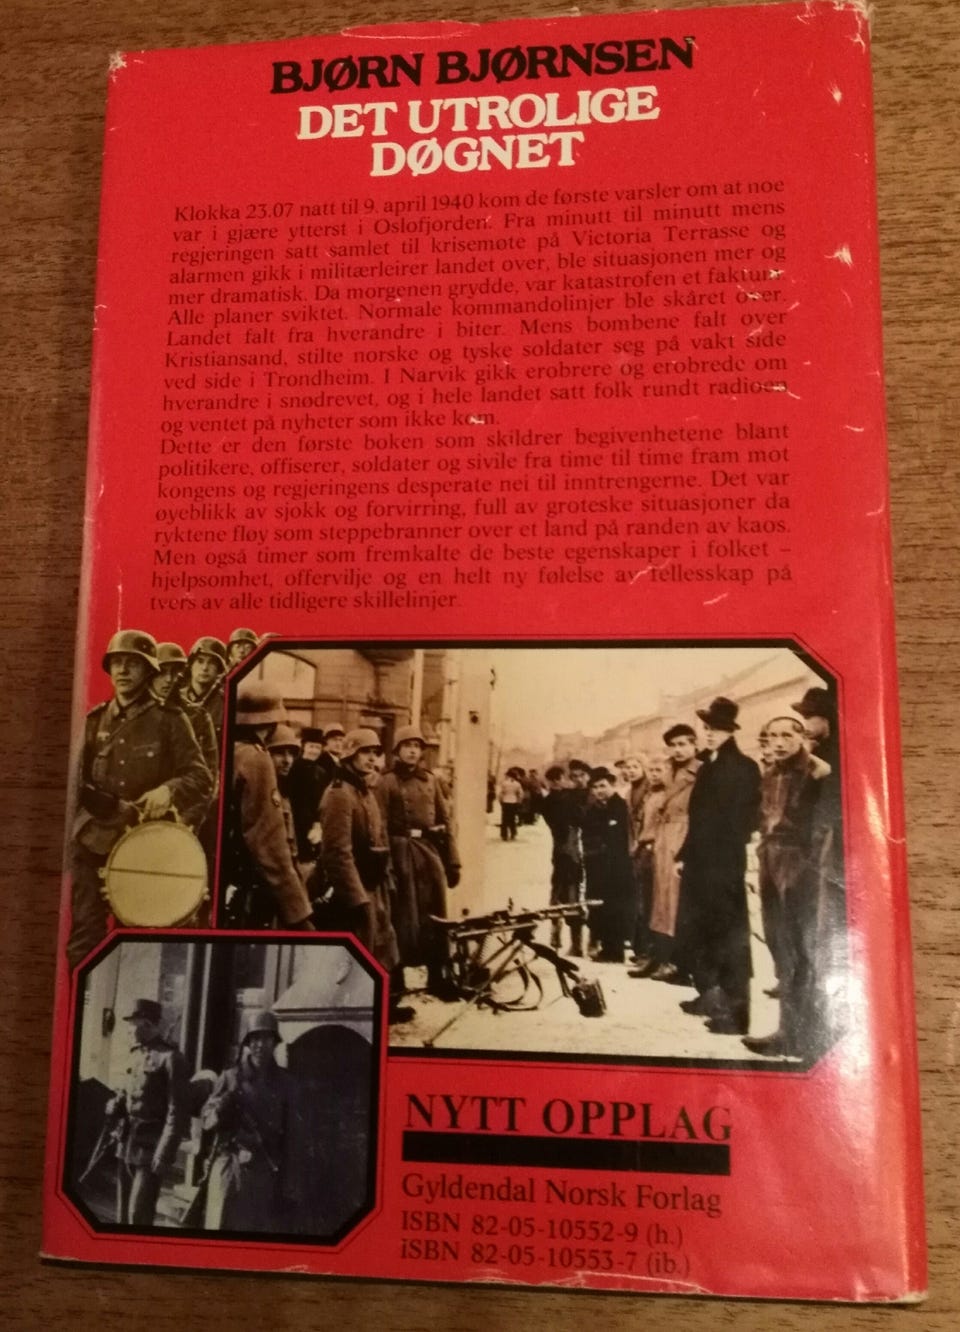 BJØRN BJØRNSEN
DET UTROLIGE
DØGNET
Klokka 23.07 natt til 9. april 1940 kom de første varsler om at noe
var i gjære ytterst i Oslofjorden. Fra minutt til minutt mens
regjeringen satt samlet til krisemøte på Victoria Terrasse og
alarmen gikk i militærleirer landet over, ble situasjonen mer og
mer dramatisk. Da morgenen grydde, var katastrofen et faktum
Alle planer sviktet. Normale kommandolinjer ble skåret over.
Landet falt fra hverandre i biter. Mens bombene falt over
Kristiansand, stilte norske og tyske soldater seg på vakt side
ved side i Trondheim. I Narvik gikk erobrere og erobrede om
hverandre i snødrevet, og i hele landet satt folk rundt radioen
og ventet på nyheter som ikke kom.
Dette er den første boken som skildrer begivenhetene blant
politikere, offiserer, soldater og sivile fra time til time fram mot
kongens og regjeringens desperate nei til inntrengerne. Det var
øyeblikk av sjokk og forvirring, full av groteske situasjoner da
ryktene fløy som steppebranner over et land på randen av kaos.
Men også timer som fremkalte de beste egenskaper i folket –
hjelpsomhet, offervilje og en helt ny følelse av fellesskap på
tvers av alle tidligere skillelinjer.
NYTT OPPLAG
Gyldendal Norsk Forlag
ISBN 82-05-10552-9 (h.)
ISBN 82-05-10553-7 (ib.)